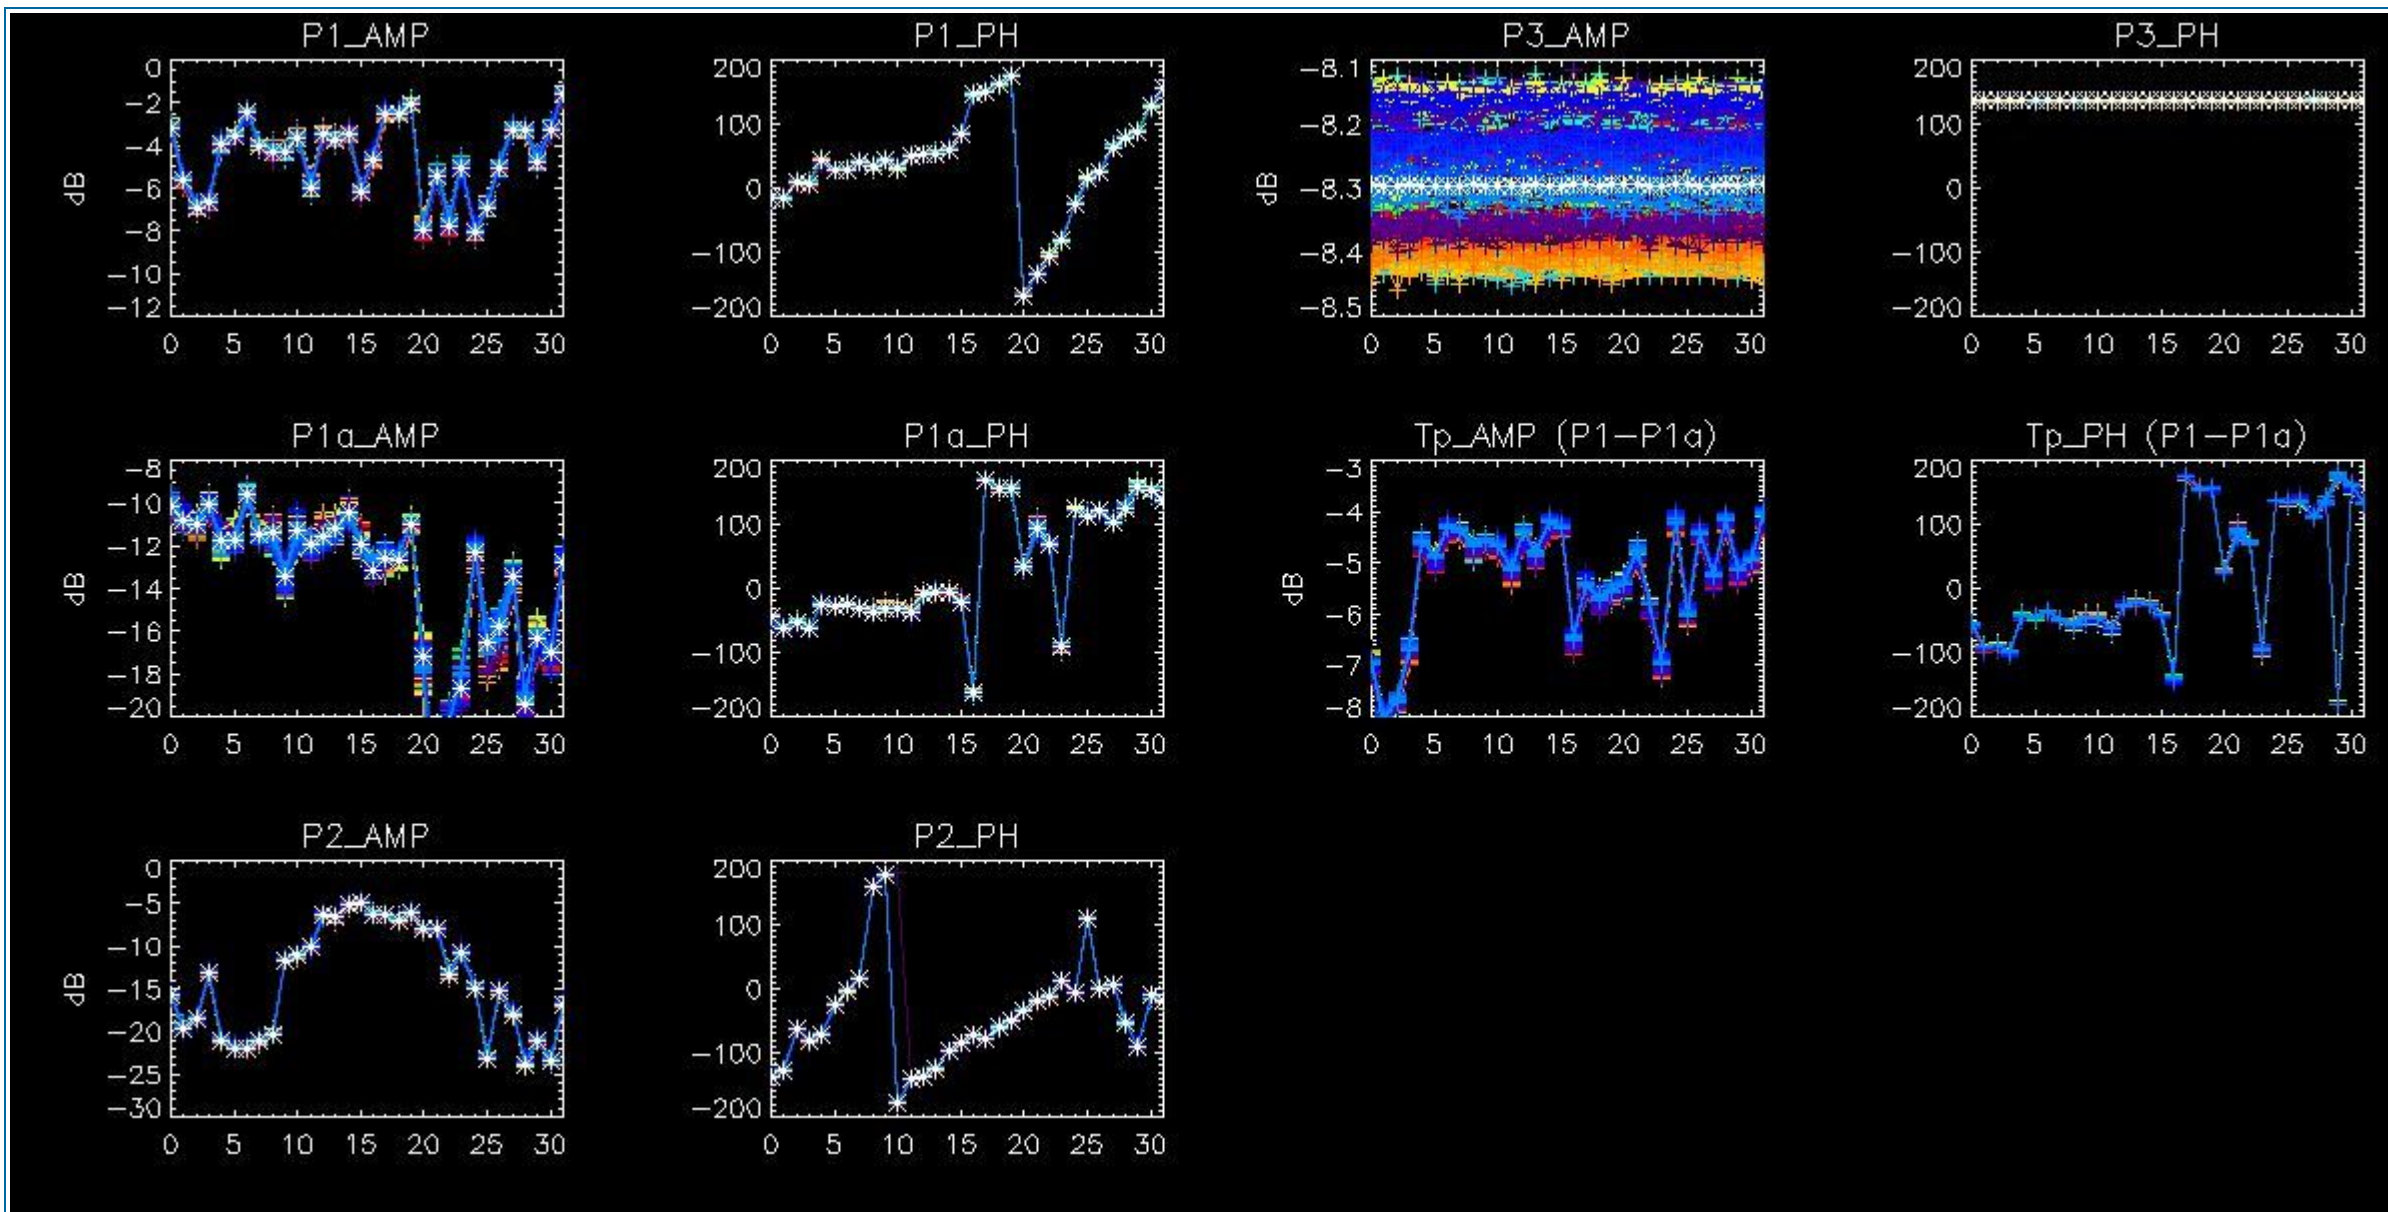 P1_AMP P1_PH P3_AMP P3_PH
0 200 -8.1 200
-2
-4 100 -8.2 100
dB -6 0 dB -8.3 0
-8
-10 -100 -8.4 -100
-12 -200 -8.5 -200
0 5 10 15 20 25 30 0 5 10 15 20 25 30 0 5 10 15 20 25 30 0 5 10 15 20 25 30
P1a_AMP P1a_PH Tp_AMP (P1-P1a) Tp_PH (P1-P1a)
-8 200 -3 200
-10
-12 100 -4 100
dB -14 0 dB -5 0
-16 -6
-18 -100 -7 -100
-20 -200 -8 -200
0 5 10 15 20 25 30 0 5 10 15 20 25 30 0 5 10 15 20 25 30 0 5 10 15 20 25 30
P2_AMP P2_PH
0 200
-5 100
-10
dB -15 0
-20 -100
-25
-30 -200
0 5 10 15 20 25 30 0 5 10 15 20 25 30